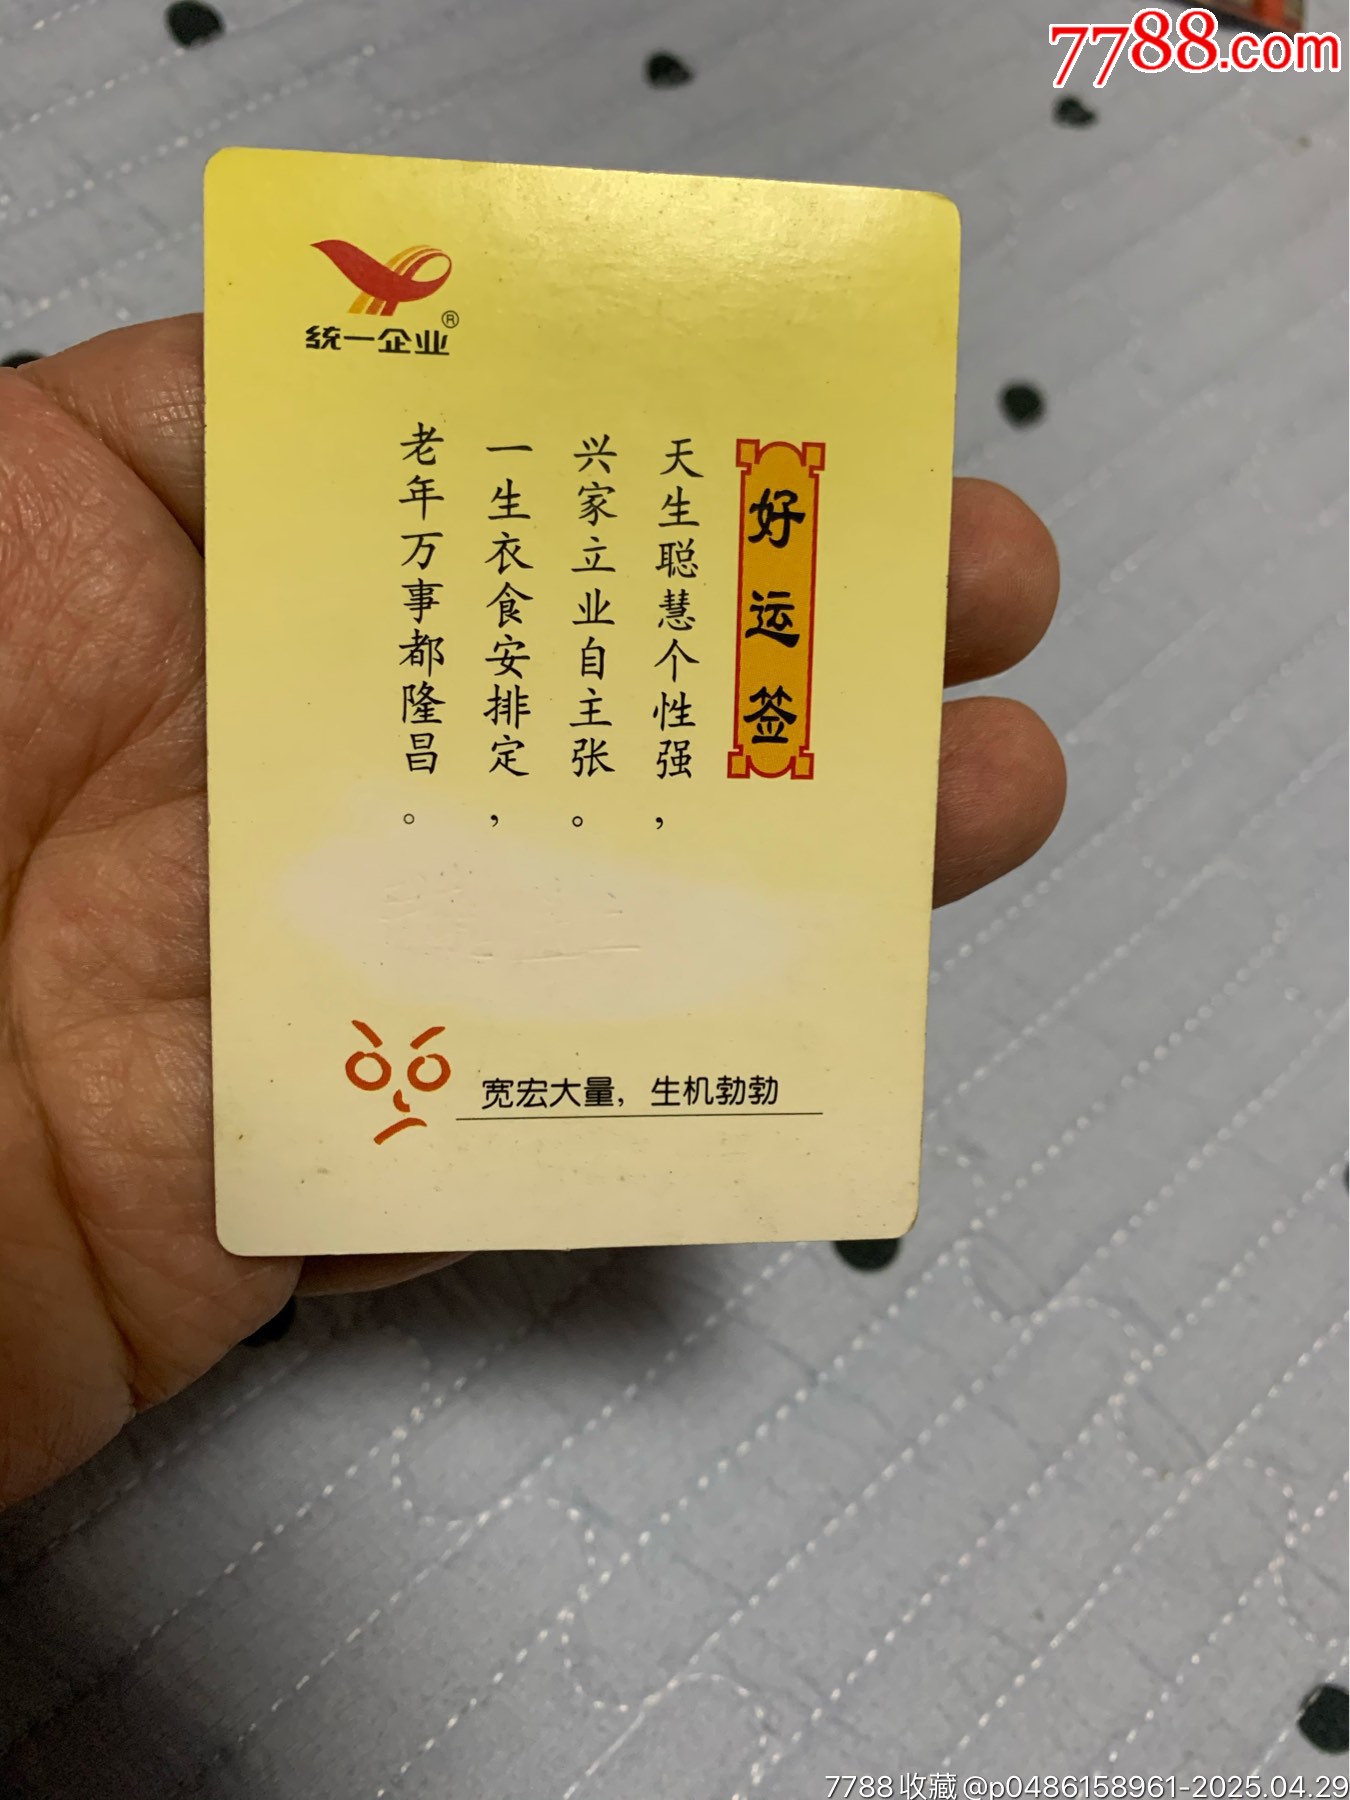 7788.com
统一企业®
好运签
天生聪慧个性强，
兴家立业自主张。
一生衣食安排定，
老年万事都隆昌。
宽宏大量，生机勃勃
7788收藏@p0486158961-2025.04.29